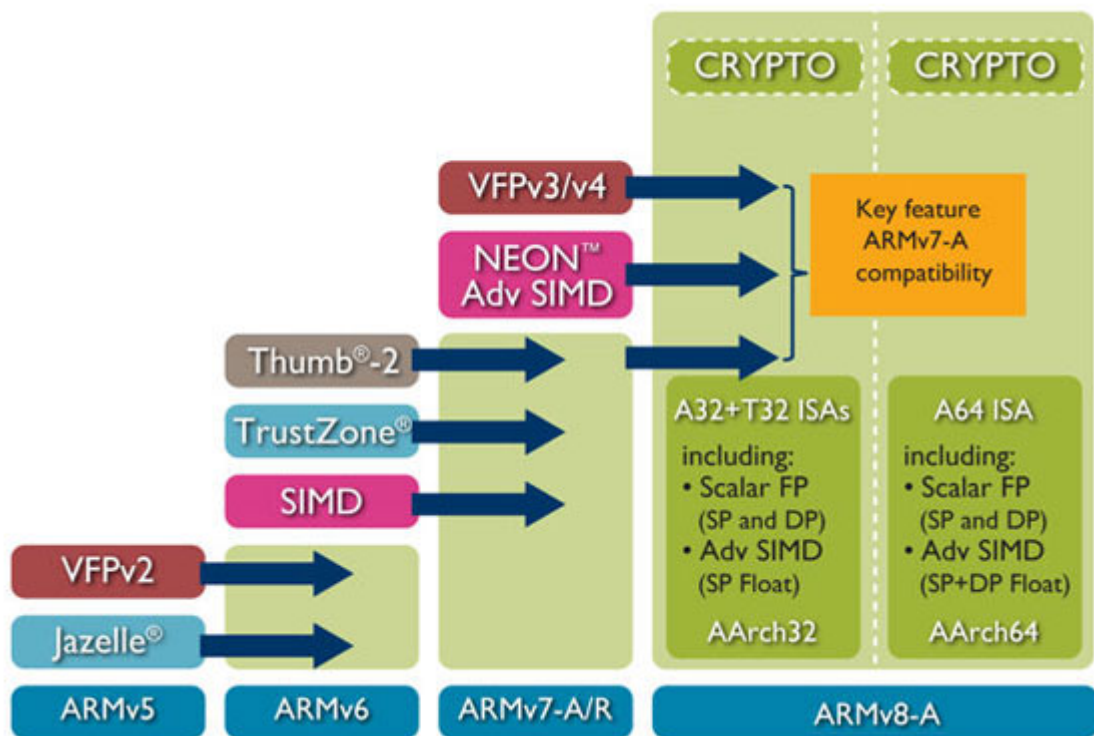 CRYPTO
CRYPTO
VFPv3/v4
Key feature
ARMv7-A
compatibility
NEON™
Adv SIMD
Thumb®-2
TrustZone®
SIMD
A32+T32 ISAs
including:
• Scalar FP
(SP and DP)
• Adv SIMD
(SP Float)
AArch32
A64 ISA
including:
• Scalar FP
(SP and DP)
• Adv SIMD
(SP+DP Float)
AArch64
VFPv2
Jazelle®
ARMv5
ARMv6
ARMv7-A/R
ARMv8-A